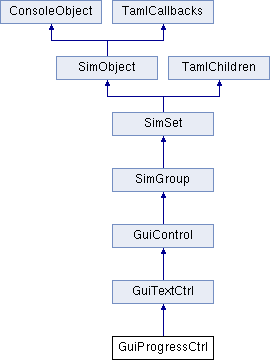 ConsoleObject TamlCallbacks
SimObject TamlChildren
SimSet
SimGroup
GuiControl
GuiTextCtrl
GuiProgressCtrl